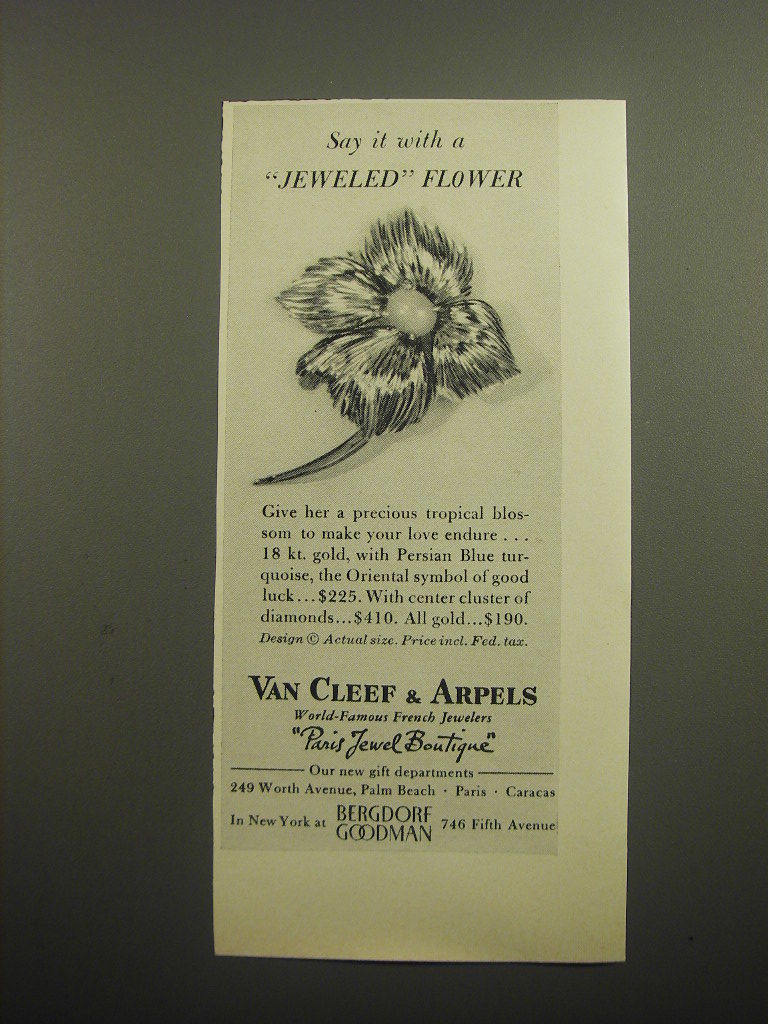 Say it with a
“JEWELED” FLOWER
Give her a precious tropical blos-
som to make your love endure . . .
18 kt. gold, with Persian Blue tur-
quoise, the Oriental symbol of good
luck...$225. With center cluster of
diamonds...$410. All gold...$190.
Design © Actual size. Price incl. Fed. tax.
VAN CLEEF & ARPELS
World-Famous French Jewelers
"Paris Jewel Boutique"
Our new gift departments
249 Worth Avenue, Palm Beach · Paris · Caracas
In New York at BERGDORF GOODMAN 746 Fifth Avenue